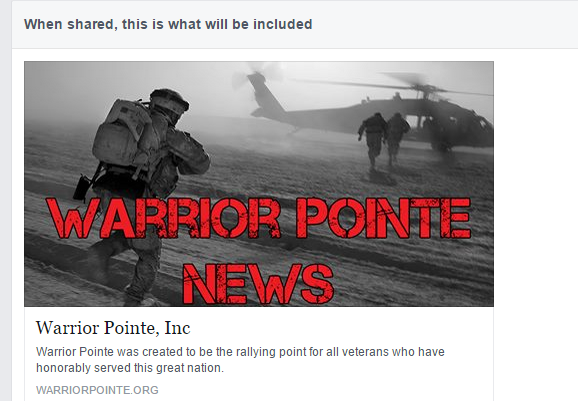 When shared, this is what will be included
WARRIOR POINTE
NEWS
Warrior Pointe, Inc
Warrior Pointe was created to be the rallying point for all veterans who have
honorably served this great nation.
WARRIORPOINTE.ORG